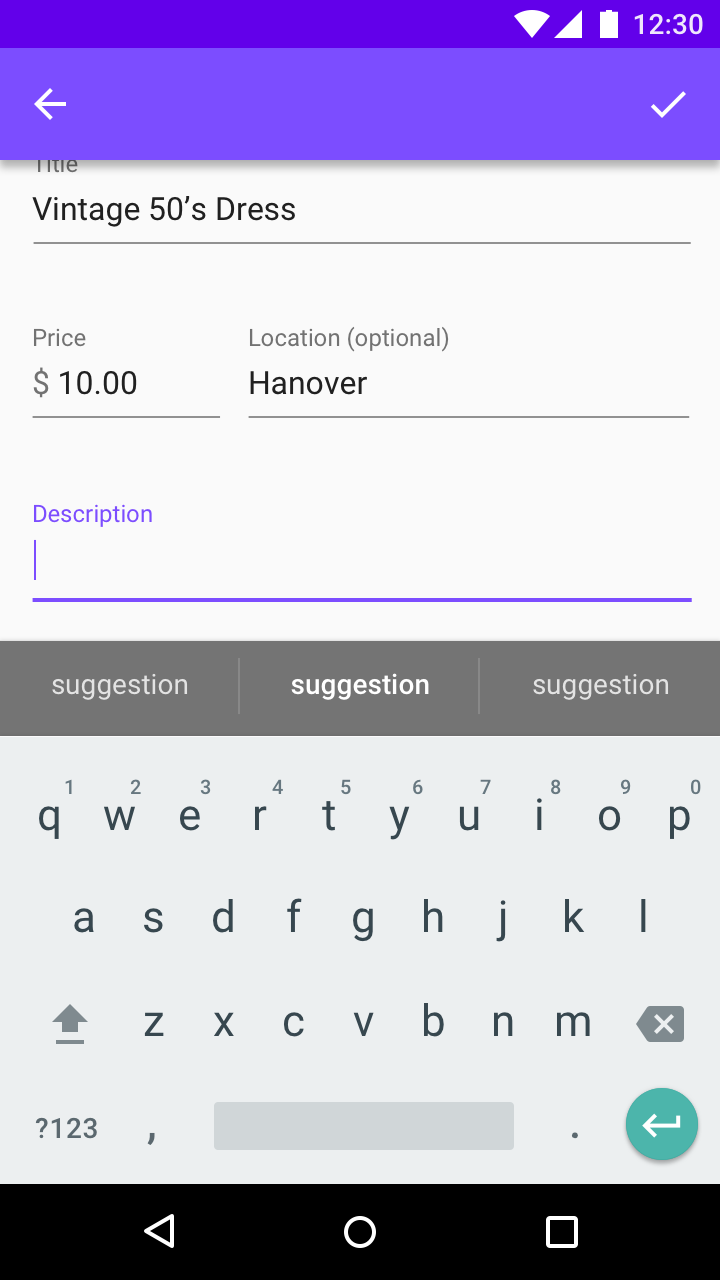 12:30
Title
Vintage 50’s Dress
Price Location (optional)
$ 10.00 Hanover
Description
suggestion suggestion suggestion
1 2 3 4 5 6 7 8 9 0
q w e r t y u i o p
a s d f g h j k l
z x c v b n m
?123 , .